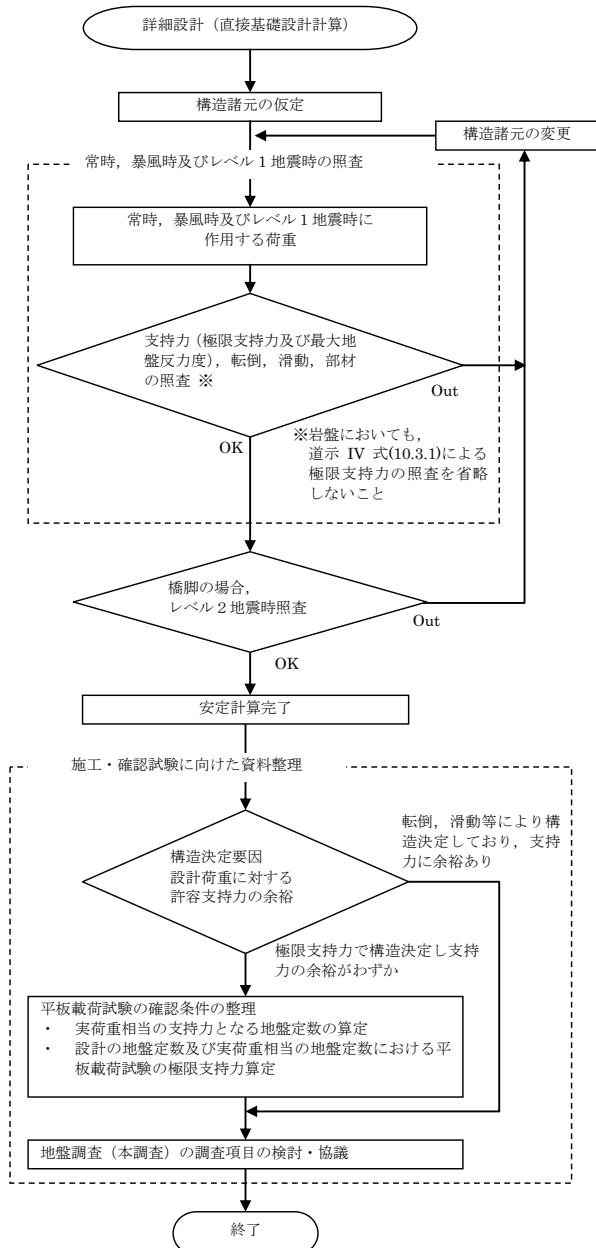 詳細設計（直接基礎設計計算）
構造諸元の仮定
構造諸元の変更
常時，暴風時及びレベル１地震時の照査
常時，暴風時及びレベル１地震時に
作用する荷重
支持力（極限支持力及び最大地
盤反力度），転倒，滑動，部材
の照査 ※
Out
OK
※岩盤においても，
道示 IV 式(10.3.1)による
極限支持力の照査を省略
しないこと
橋脚の場合，
レベル２地震時照査
Out
OK
安定計算完了
施工・確認試験に向けた資料整理
転倒，滑動等により構
造決定しており，支持
力に余裕あり
構造決定要因
設計荷重に対する
許容支持力の余裕
極限支持力で構造決定し支持
力の余裕がわずか
平板載荷試験の確認条件の整理
・ 実荷重相当の支持力となる地盤定数の算定
・ 設計の地盤定数及び実荷重相当の地盤定数における平
板載荷試験の極限支持力算定
地盤調査（本調査）の調査項目の検討・協議
終了